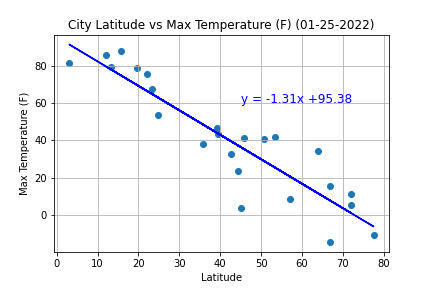 City Latitude vs Max Temperature (F) (01-25-2022)
Max Temperature (F)
80
60
40
20
0
y = -1.31x +95.38
0 10 20 30 40 50 60 70 80
Latitude